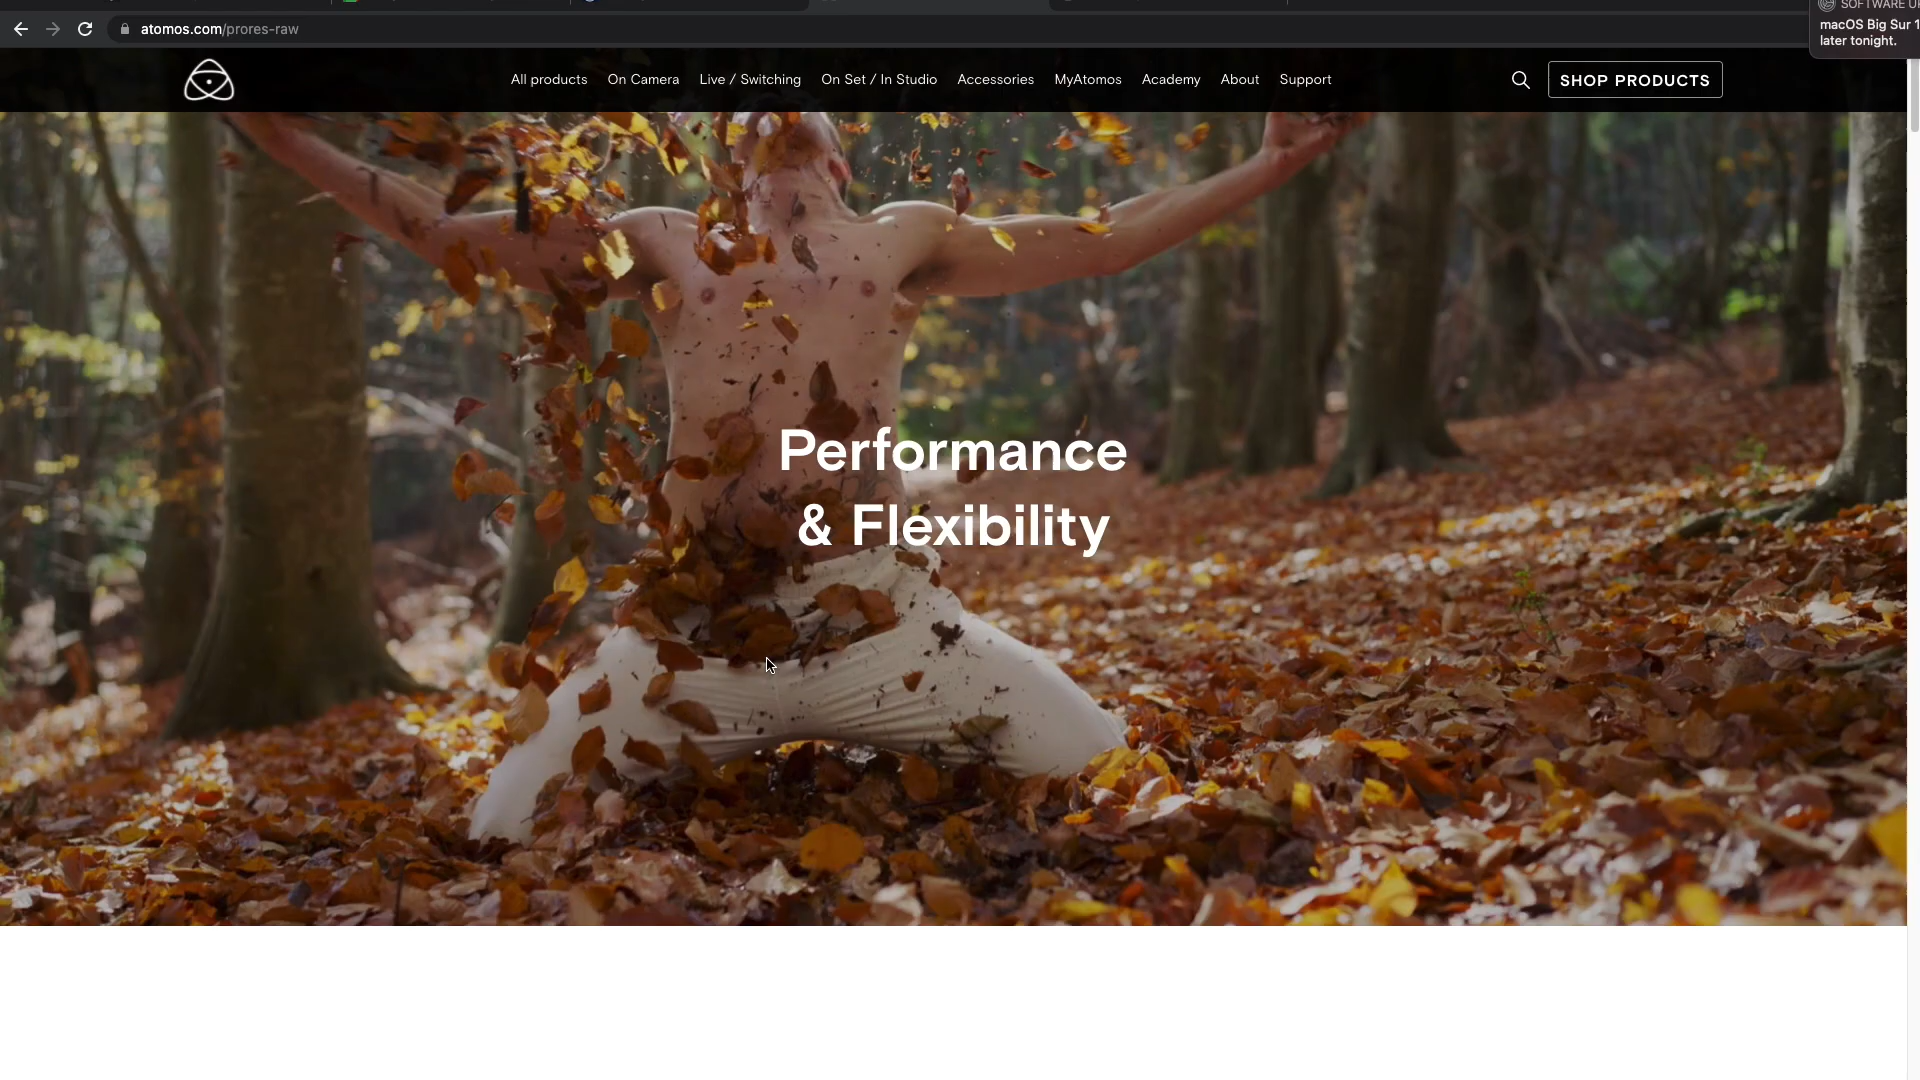 SOFTWARE
macOS Big Sur
later tonight.
atomos.com/prores-raw
All products On Camera Live / Switching On Set / In Studio Accessories MyAtomos Academy About Support SHOP PRODUCTS
Performance
& Flexibility